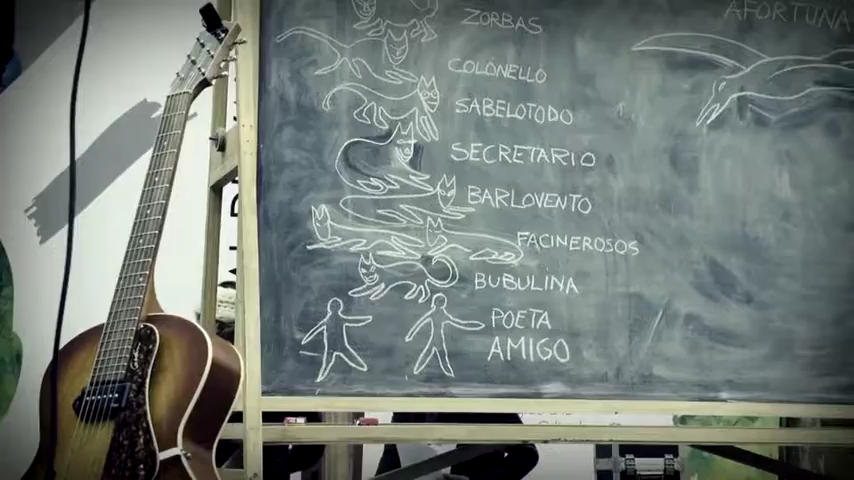 ZORBAS
AFORTUNA
COLONELLO
SABELOTODO
SECRETARIO
BARLOVENTO
FACINEROSOS
BUBULINA
POETA
AMIGO